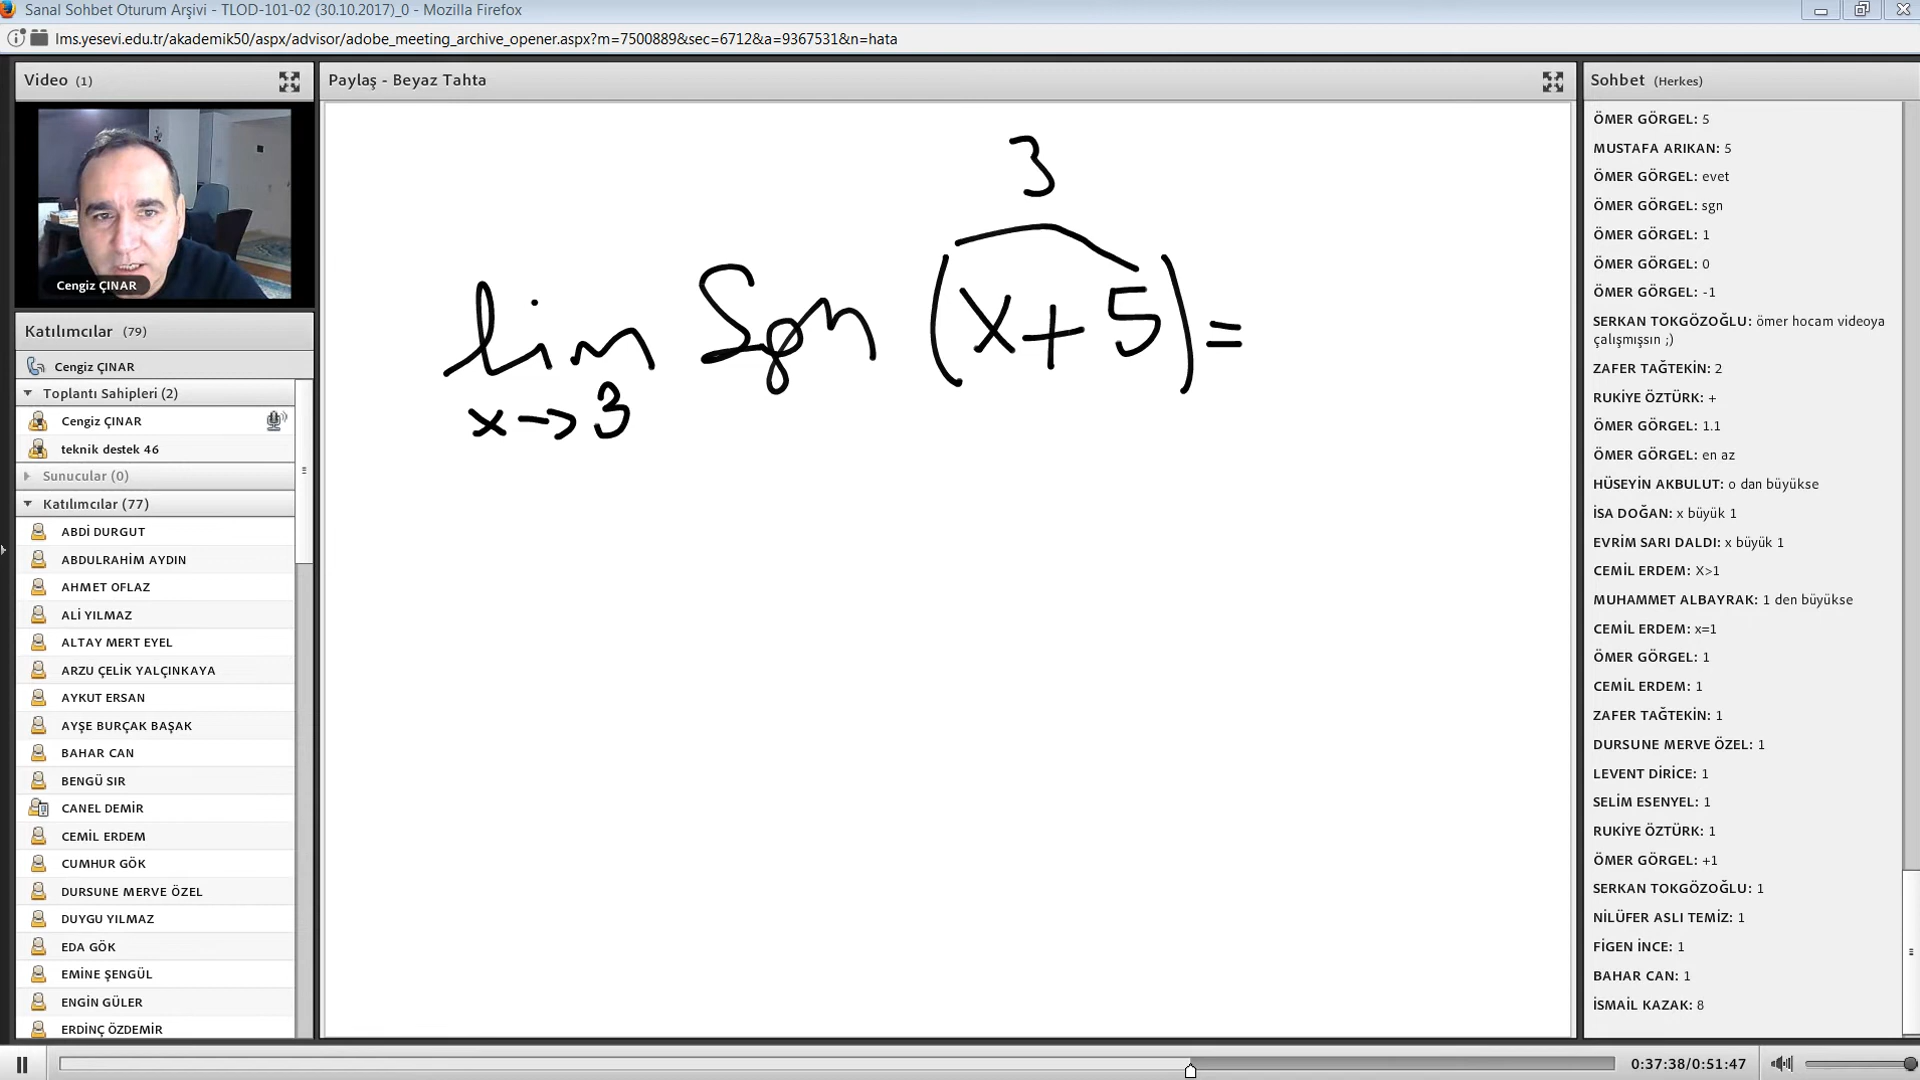 Sanal Sohbet Oturum Arşivi - TLOD-101-02 (30.10.2017)_0 - Mozilla Firefox
lms.yesevi.edu.tr/akademik50/aspx/advisor/adobe_meeting_archive_opener.aspx?m=7500889&sec=6712&a=9367531&n=hata
Video (1)
Cengiz ÇINAR
Katılımcılar (79)
Cengiz ÇINAR
Toplantı Sahipleri (2)
Cengiz ÇINAR
teknik destek 46
Sunucular (0)
Katılımcılar (77)
ABDİ DURGUT
ABDULRAHİM AYDIN
AHMET OFLAZ
ALİ YILMAZ
ALTAY MERT EYEL
ARZU ÇELİK YALÇINKAYA
AYKUT ERSAN
AYŞE BURÇAK BAŞAK
BAHAR CAN
BENGÜ SIR
CANEL DEMİR
CEMİL ERDEM
CUMHUR GÖK
DURSUNE MERVE ÖZEL
DUYGU YILMAZ
EDA GÖK
EMİNE ŞENGÜL
ENGİN GÜLER
ERDİNÇ ÖZDEMİR
Paylaş - Beyaz Tahta
3
lim Sgn (x+5)=
x→3
Sohbet (Herkes)
ÖMER GÖRGEL: 5
MUSTAFA ARIKAN: 5
ÖMER GÖRGEL: evet
ÖMER GÖRGEL: sgn
ÖMER GÖRGEL: 1
ÖMER GÖRGEL: 0
ÖMER GÖRGEL: -1
SERKAN TOKGÖZOĞLU: ömer hocam videoya
çalışmışsın ;)
ZAFER TAĞTEKİN: 2
RUKİYE ÖZTÜRK: +
ÖMER GÖRGEL: 1.1
ÖMER GÖRGEL: en az
HÜSEYİN AKBULUT: o dan büyükse
İSA DOĞAN: x büyük 1
EVRİM SARI DALDI: x büyük 1
CEMİL ERDEM: X>1
MUHAMMET ALBAYRAK: 1 den büyükse
CEMİL ERDEM: x=1
ÖMER GÖRGEL: 1
CEMİL ERDEM: 1
ZAFER TAĞTEKİN: 1
DURSUNE MERVE ÖZEL: 1
LEVENT DİRİCE: 1
SELİM ESENYEL: 1
RUKİYE ÖZTÜRK: 1
ÖMER GÖRGEL: +1
SERKAN TOKGÖZOĞLU: 1
NİLÜFER ASLI TEMİZ: 1
FİGEN İNCE: 1
BAHAR CAN: 1
İSMAİL KAZAK: 8
0:37:38/0:51:47